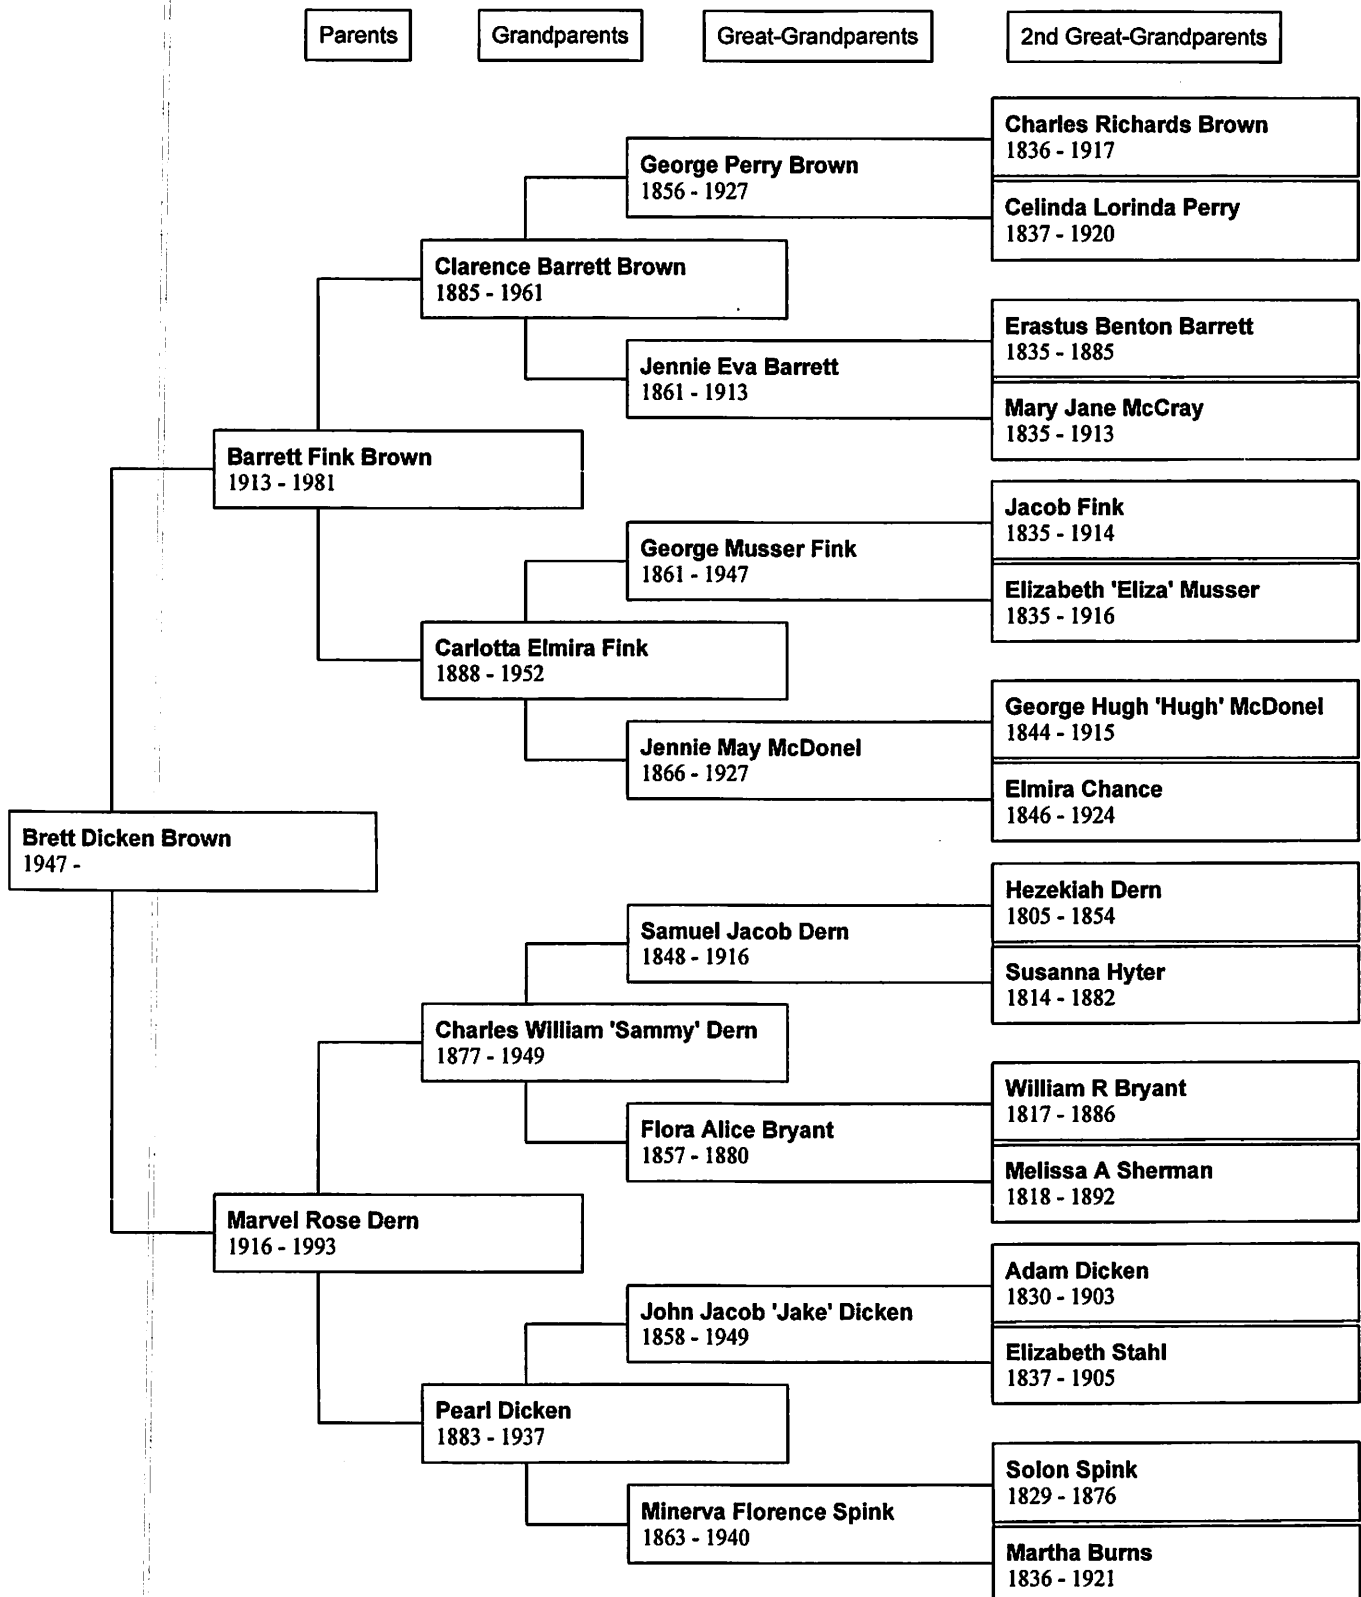 Parents
Grandparents
Great-Grandparents
2nd Great-Grandparents
Charles Richards Brown
1836 - 1917
George Perry Brown
1856 - 1927
Celinda Lorinda Perry
1837 - 1920
Clarence Barrett Brown
1885 - 1961
Erastus Benton Barrett
1835 - 1885
Jennie Eva Barrett
1861 - 1913
Mary Jane McCray
1835 - 1913
Barrett Fink Brown
1913 - 1981
Jacob Fink
1835 - 1914
George Musser Fink
1861 - 1947
Elizabeth 'Eliza' Musser
1835 - 1916
Carlotta Elmira Fink
1888 - 1952
George Hugh 'Hugh' McDonel
1844 - 1915
Jennie May McDonel
1866 - 1927
Elmira Chance
1846 - 1924
Brett Dicken Brown
1947 -
Hezekiah Dern
1805 - 1854
Samuel Jacob Dern
1848 - 1916
Susanna Hyter
1814 - 1882
Charles William 'Sammy' Dern
1877 - 1949
William R Bryant
1817 - 1886
Flora Alice Bryant
1857 - 1880
Melissa A Sherman
1818 - 1892
Marvel Rose Dern
1916 - 1993
Adam Dicken
1830 - 1903
John Jacob 'Jake' Dicken
1858 - 1949
Elizabeth Stahl
1837 - 1905
Pearl Dicken
1883 - 1937
Solon Spink
1829 - 1876
Minerva Florence Spink
1863 - 1940
Martha Burns
1836 - 1921